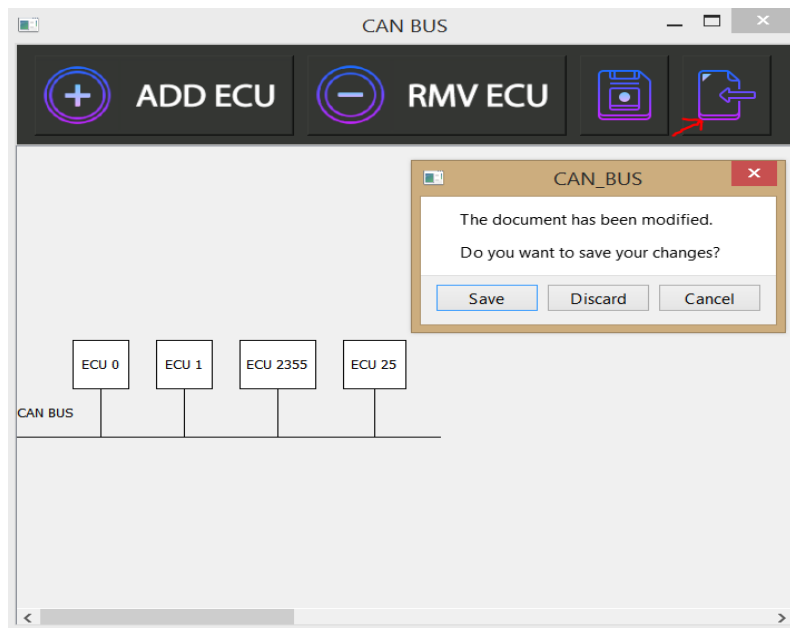 CAN BUS
ADD ECU
RMV ECU
CAN_BUS
The document has been modified.
Do you want to save your changes?
Save Discard Cancel
ECU 0 ECU 1 ECU 2355 ECU 25
CAN BUS